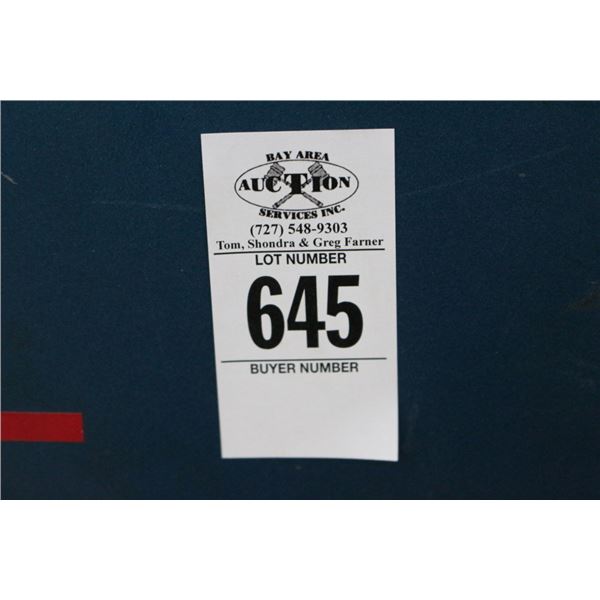 BAY AREA
AUCTION
SERVICES INC.
(727) 548-9303
Tom, Shondra & Greg Farner
LOT NUMBER
645
BUYER NUMBER